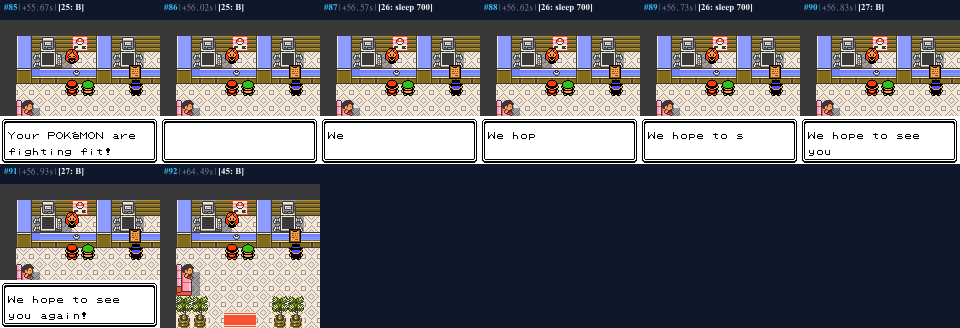 #85|+55.67s| [25: B]
#86|+56.02s| [25: B]
#87|+56.57s| [26: sleep 700]
#88|+56.62s| [26: sleep 700]
#89|+56.73s| [26: sleep 700]
#90|+56.83s| [27: B]
Your POKéMON are
fighting fit!
We
We hop
We hope to s
We hope to see
you
#91|+56.93s| [27: B]
#92|+64.49s| [45: B]
We hope to see
you again!